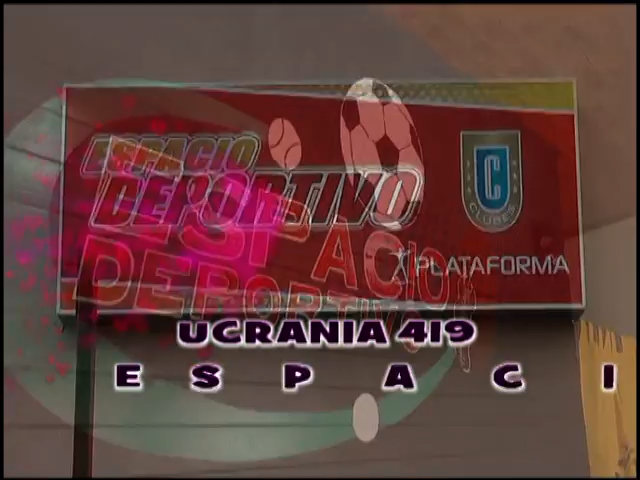 ESPACIO
DEPORTIVO
C
CLUBES
PLATAFORMA
ESPACIO
DEPORTIVO
UCRANIA 419
E S P A C I